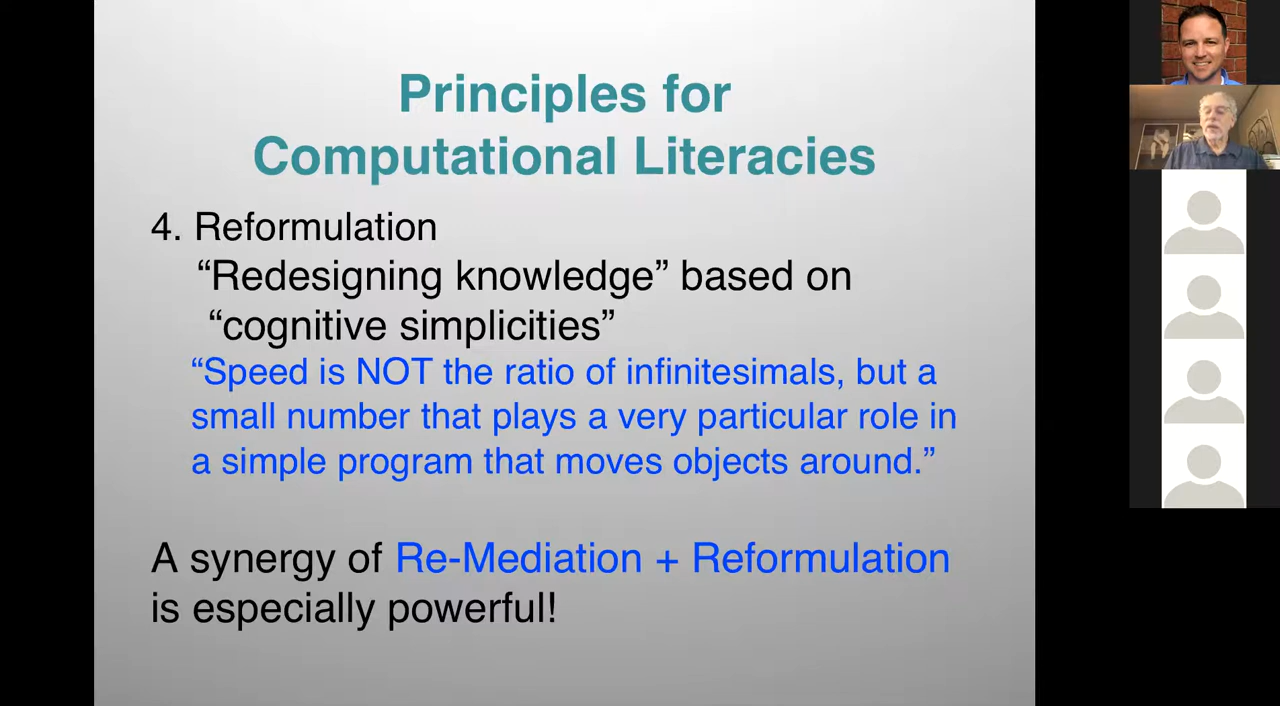 Principles for
Computational Literacies
4. Reformulation
“Redesigning knowledge” based on
“cognitive simplicities”
“Speed is NOT the ratio of infinitesimals, but a
small number that plays a very particular role in
a simple program that moves objects around.”
A synergy of Re-Mediation + Reformulation
is especially powerful!